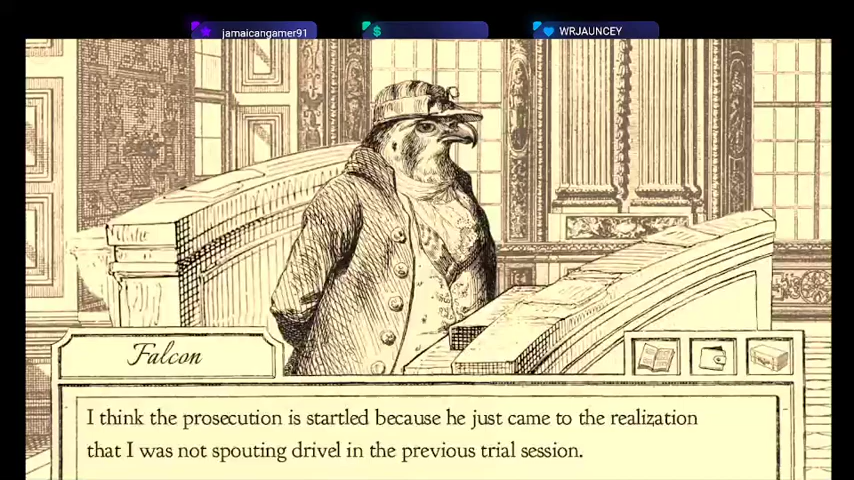 jamaicangamer91
$
WRJAUNCEY
Falcon
I think the prosecution is startled because he just came to the realization
that I was not spouting drivel in the previous trial session.